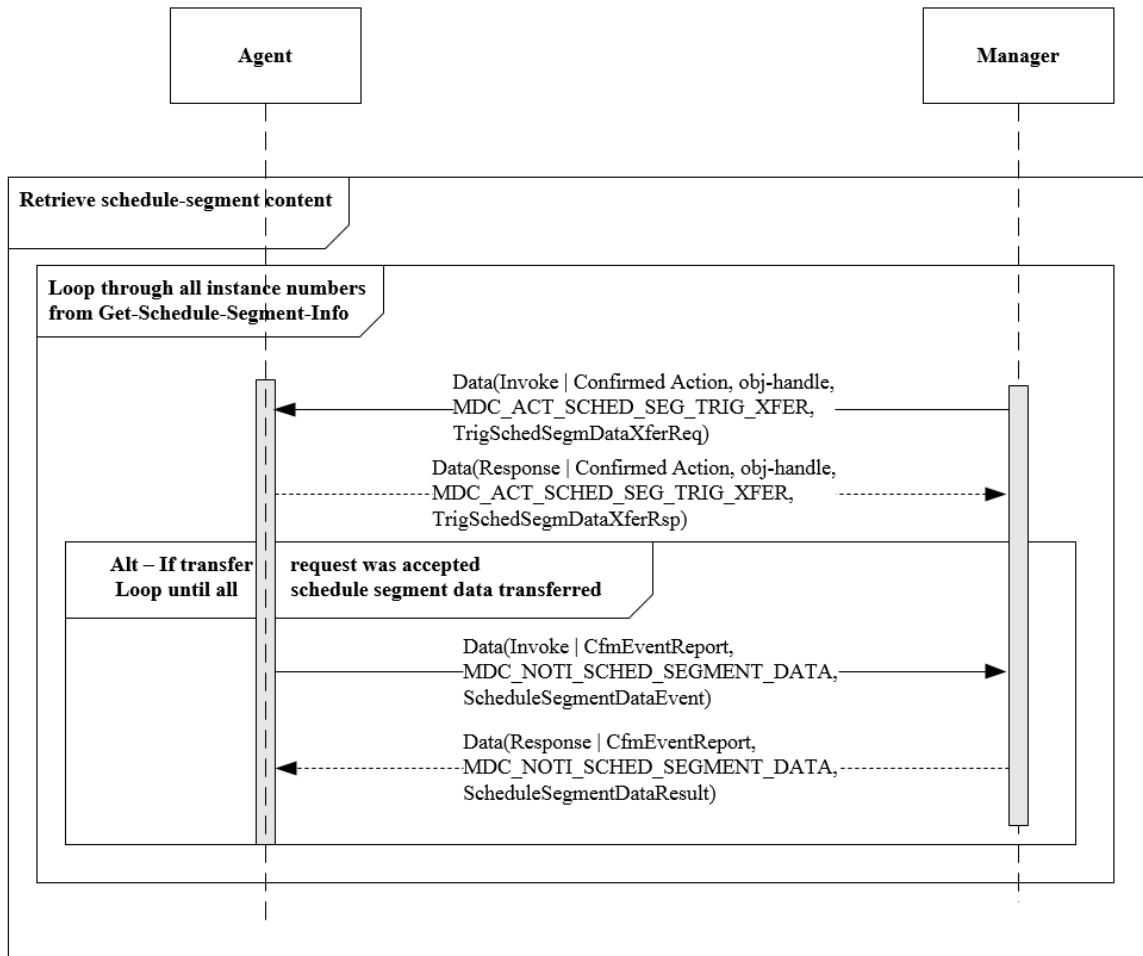 Agent
Manager
Retrieve schedule-segment content
Loop through all instance numbers
from Get-Schedule-Segment-Info
Data(Invoke | Confirmed Action, obj-handle,
MDC_ACT_SCHED_SEG_TRIG_XFER,
TrigSchedSegmDataXferReq)
Data(Response | Confirmed Action, obj-handle,
MDC_ACT_SCHED_SEG_TRIG_XFER,
TrigSchedSegmDataXferRsp)
Alt – If transfer request was accepted
Loop until all schedule segment data transferred
Data(Invoke | CfmEventReport,
MDC_NOTI_SCHED_SEGMENT_DATA,
ScheduleSegmentDataEvent)
Data(Response | CfmEventReport,
MDC_NOTI_SCHED_SEGMENT_DATA,
ScheduleSegmentDataResult)